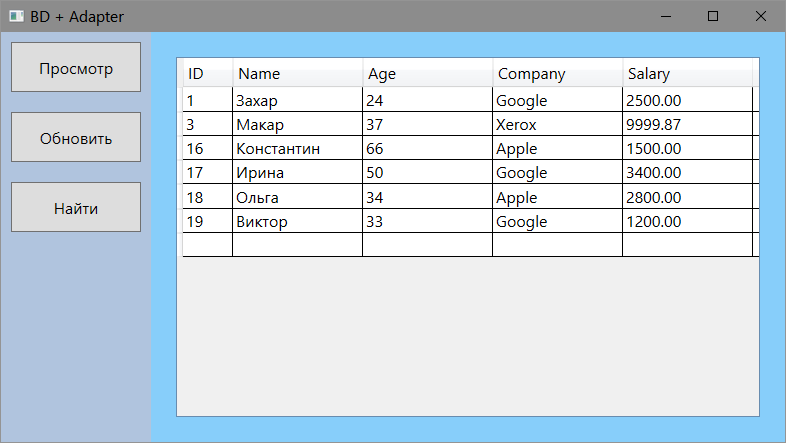 BD + Adapter
Просмотр
Обновить
Найти
ID Name Age Company Salary
1 Захар 24 Google 2500.00
3 Макар 37 Xerox 9999.87
16 Константин 66 Apple 1500.00
17 Ирина 50 Google 3400.00
18 Ольга 34 Apple 2800.00
19 Виктор 33 Google 1200.00